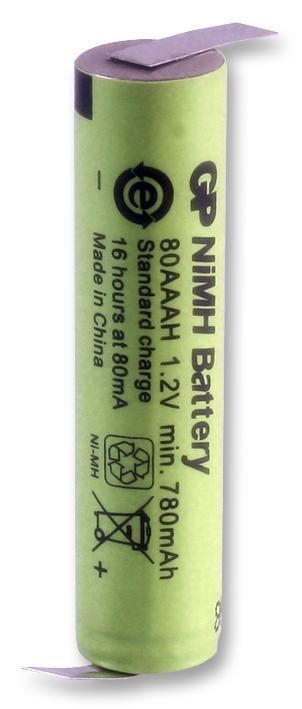 GP NiMH Battery
80AAAH 1.2V min. 780mAh
Standard charge
16 hours at 80mA
Made in China
e
Ni-MH
- +